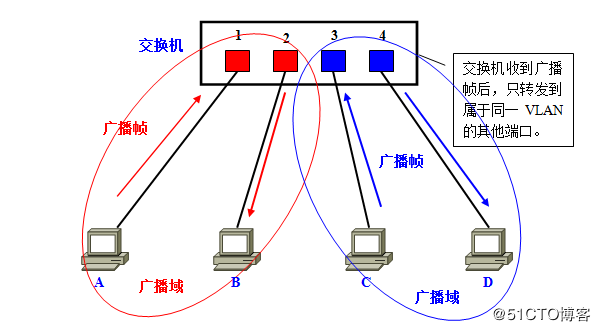 1 2 3 4
交换机
交换机收到广播
帧后，只转发到
属于同一 VLAN
的其他端口。
广播帧
广播帧
广播域
广播域
A B C D
@51CTO博客